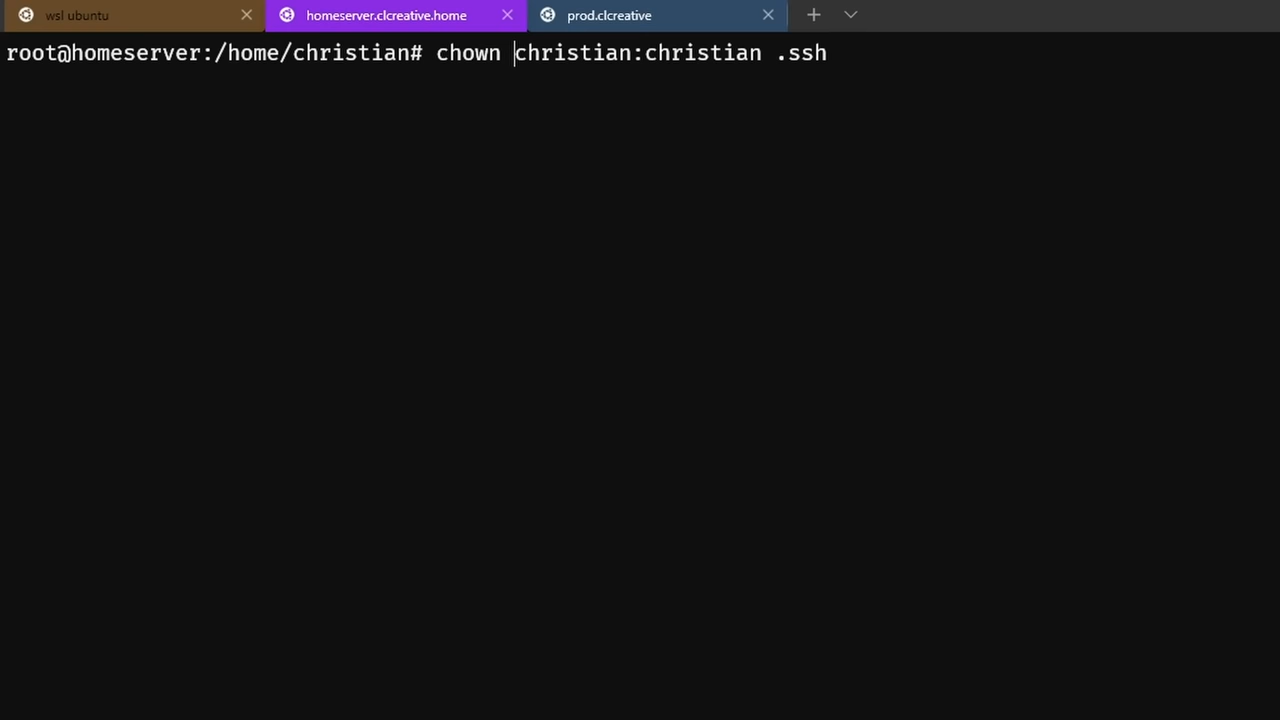 wsl ubuntu
homeserver.clcreative.home
prod.clcreative
root@homeserver:/home/christian# chown christian:christian .ssh